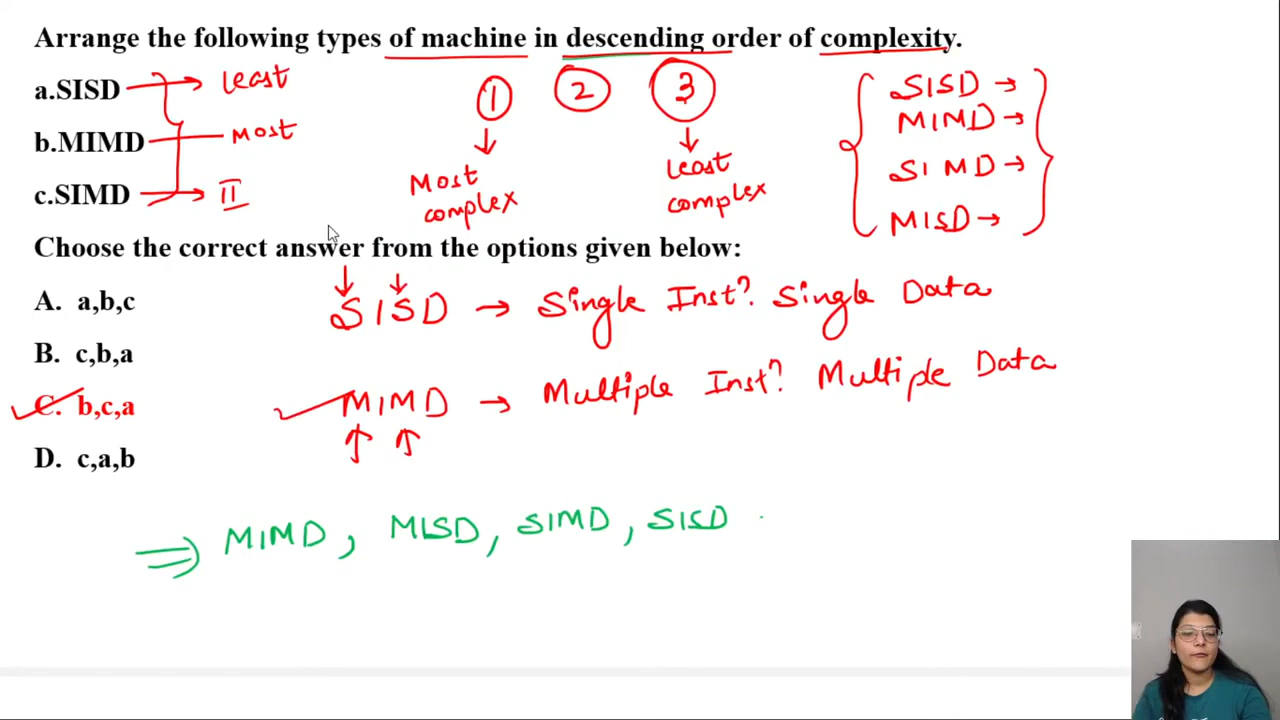 Arrange the following types of machine in descending order of complexity.
a.SISD → least
b.MIMD — most
c.SIMD → II
① ② ③
↓ ↓
Most complex
least complex
SISD →
MIMD →
SIMD →
MISD →
Choose the correct answer from the options given below:
A. a,b,c
B. c,b,a
C. b,c,a
D. c,a,b
SISD → Single Inst? Single Data
MIMD → Multiple Inst? Multiple Data
⇒ MIMD, MISD, SIMD, SISD